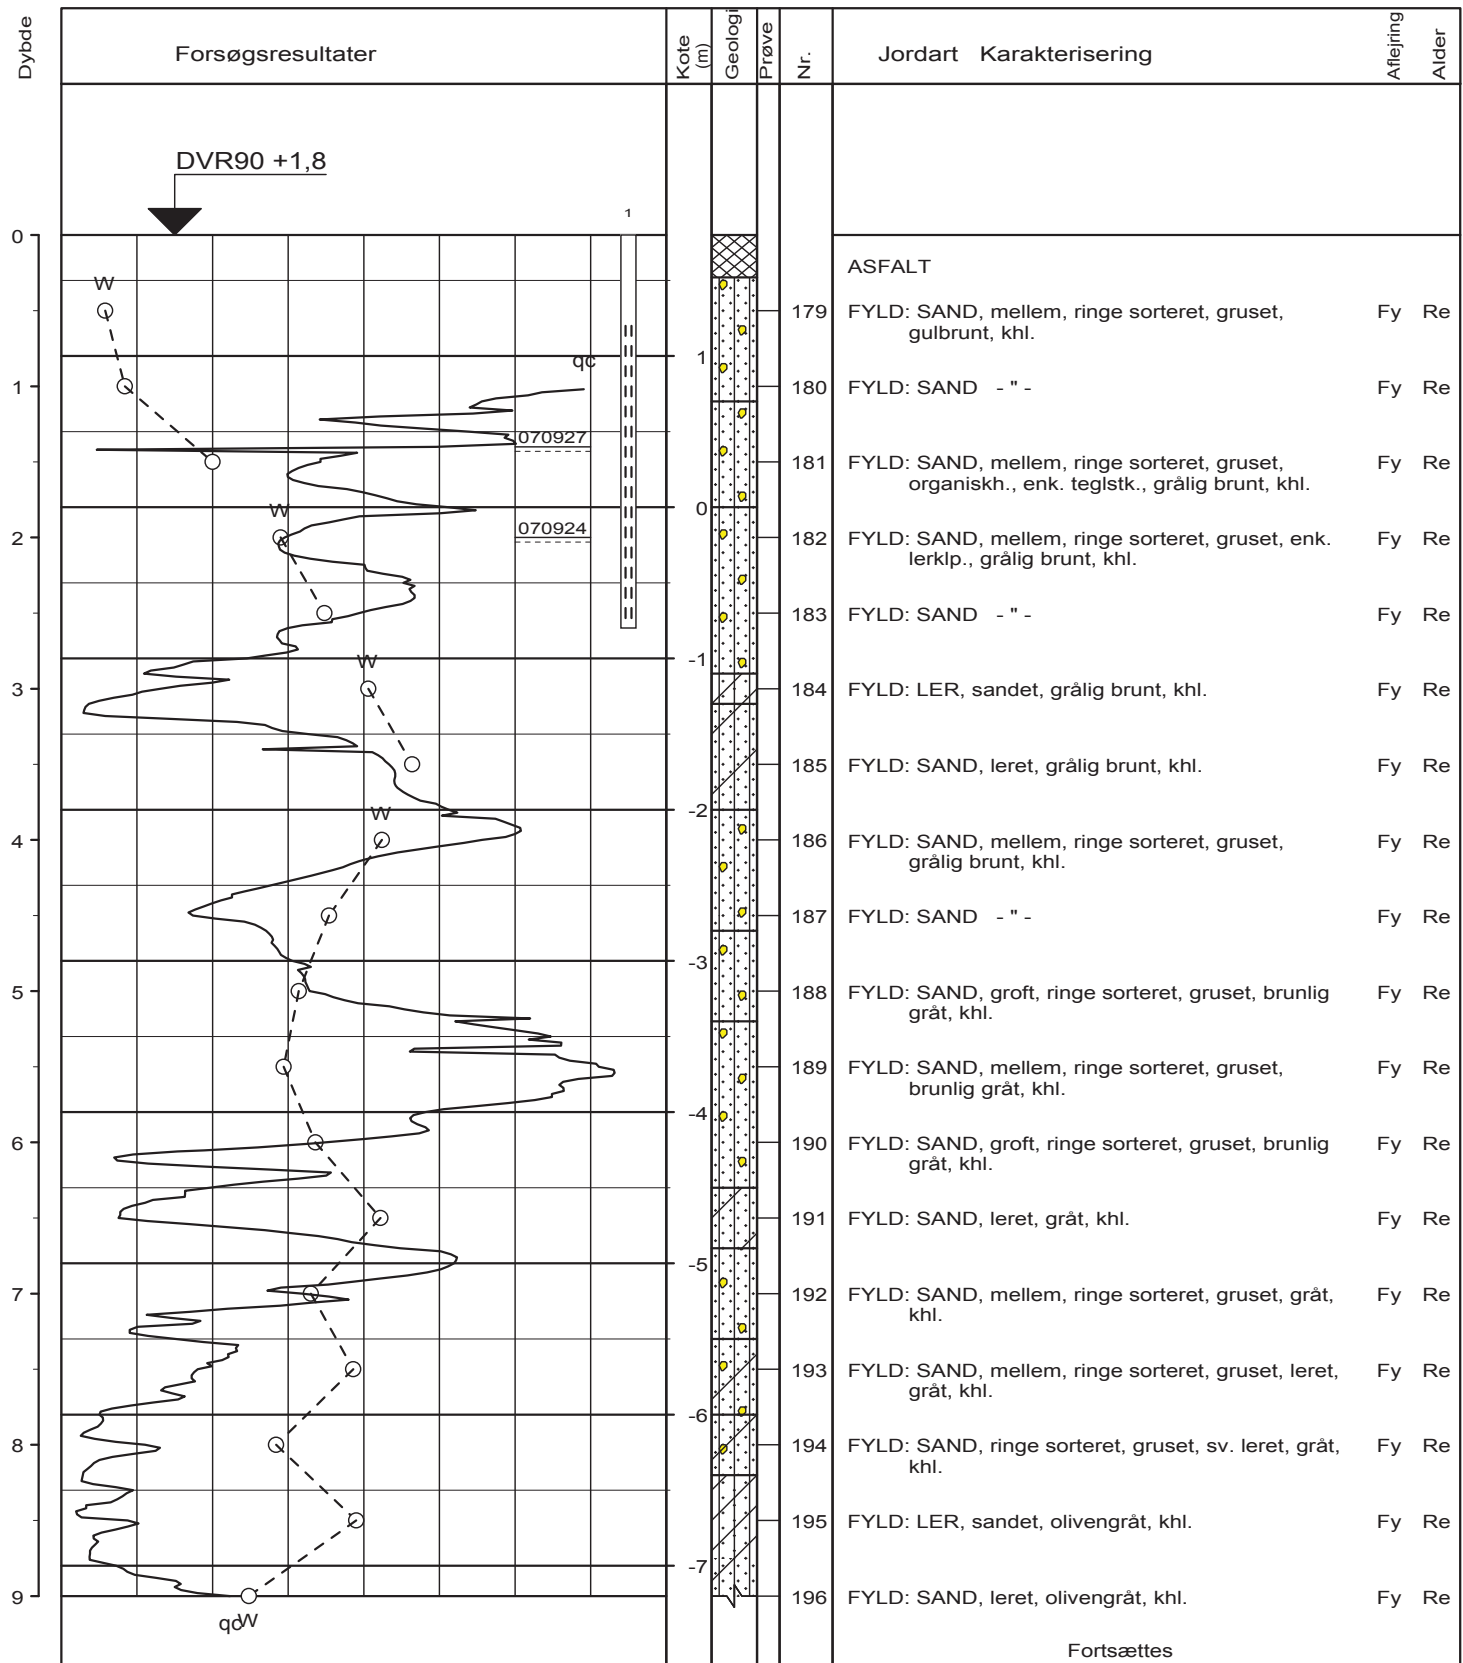 Dybde
Forsøgsresultater
Kote
(m)
Geologi
Prøve
Nr.
Jordart Karakterisering
Aflejring
Alder
DVR90 +1,8
1
0
ASFALT
W
179 FYLD: SAND, mellem, ringe sorteret, gruset, Fy Re
gulbrunt, khl.
qc
1
1
180 FYLD: SAND - " - Fy Re
070927
181 FYLD: SAND, mellem, ringe sorteret, gruset, Fy Re
organiskh., enk. teglstk., grålig brunt, khl.
W
0
070924
2
182 FYLD: SAND, mellem, ringe sorteret, gruset, enk. Fy Re
lerklp., grålig brunt, khl.
183 FYLD: SAND - " - Fy Re
W
-1
3
184 FYLD: LER, sandet, grålig brunt, khl. Fy Re
185 FYLD: SAND, leret, grålig brunt, khl. Fy Re
W
-2
4
186 FYLD: SAND, mellem, ringe sorteret, gruset, Fy Re
grålig brunt, khl.
187 FYLD: SAND - " - Fy Re
-3
5
188 FYLD: SAND, groft, ringe sorteret, gruset, brunlig Fy Re
gråt, khl.
189 FYLD: SAND, mellem, ringe sorteret, gruset, Fy Re
brunlig gråt, khl.
-4
6
190 FYLD: SAND, groft, ringe sorteret, gruset, brunlig Fy Re
gråt, khl.
191 FYLD: SAND, leret, gråt, khl. Fy Re
-5
7
192 FYLD: SAND, mellem, ringe sorteret, gruset, gråt, Fy Re
khl.
193 FYLD: SAND, mellem, ringe sorteret, gruset, leret, Fy Re
gråt, khl.
-6
8
194 FYLD: SAND, ringe sorteret, gruset, sv. leret, gråt, Fy Re
khl.
195 FYLD: LER, sandet, olivengråt, khl. Fy Re
-7
9
196 FYLD: SAND, leret, olivengråt, khl. Fy Re
qc W
Fortsættes